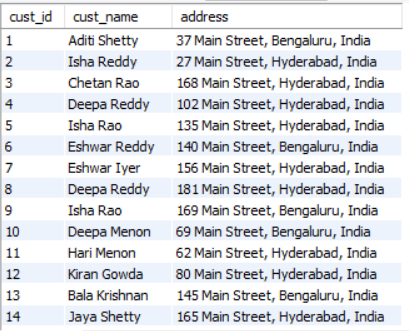 cust_id cust_name address
1 Aditi Shetty 37 Main Street, Bengaluru, India
2 Isha Reddy 27 Main Street, Hyderabad, India
3 Chetan Rao 168 Main Street, Hyderabad, India
4 Deepa Reddy 102 Main Street, Hyderabad, India
5 Isha Rao 135 Main Street, Hyderabad, India
6 Eshwar Reddy 140 Main Street, Bengaluru, India
7 Eshwar Iyer 156 Main Street, Hyderabad, India
8 Deepa Reddy 181 Main Street, Hyderabad, India
9 Isha Rao 169 Main Street, Bengaluru, India
10 Deepa Menon 69 Main Street, Bengaluru, India
11 Hari Menon 62 Main Street, Hyderabad, India
12 Kiran Gowda 80 Main Street, Hyderabad, India
13 Bala Krishnan 145 Main Street, Bengaluru, India
14 Jaya Shetty 165 Main Street, Hyderabad, India